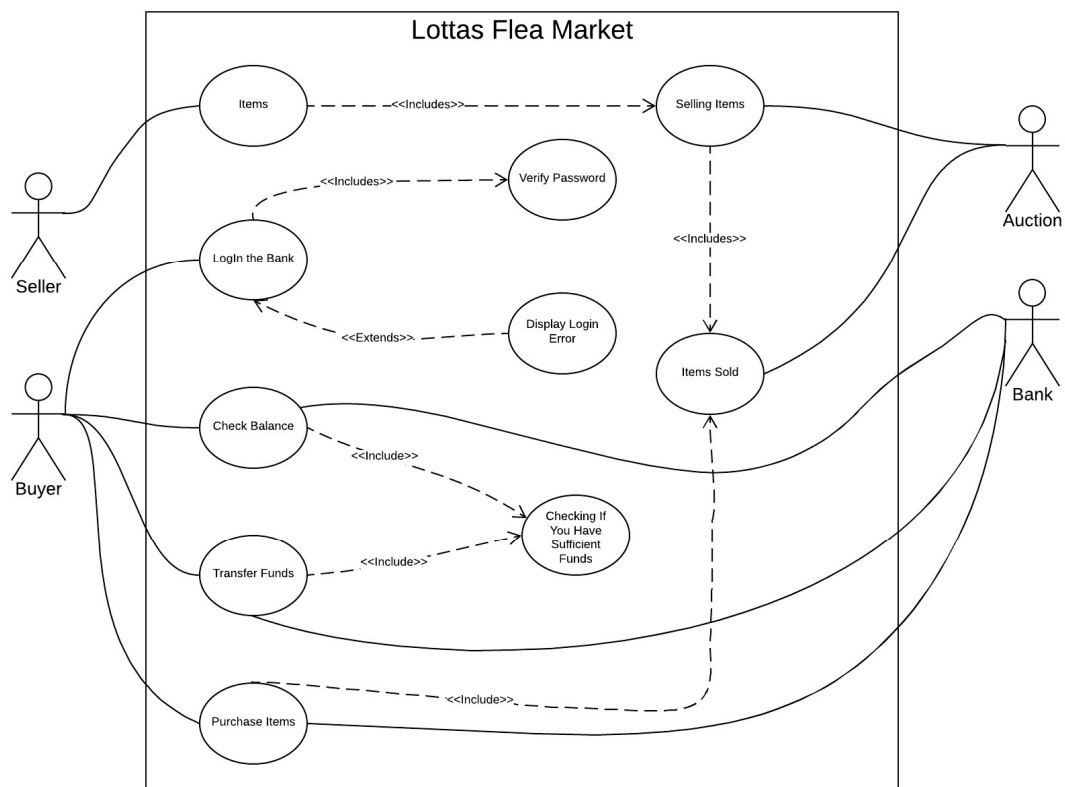 Lottas Flea Market
Items
<<Includes>>
Selling Items
<<Includes>>
Verify Password
Seller
Auction
<<Includes>>
LogIn the Bank
<<Extends>>
Display Login
Error
Items Sold
Bank
Buyer
Check Balance
<<Include>>
Checking If
You Have
Sufficient
Funds
<<Include>>
Transfer Funds
<<Include>>
Purchase Items